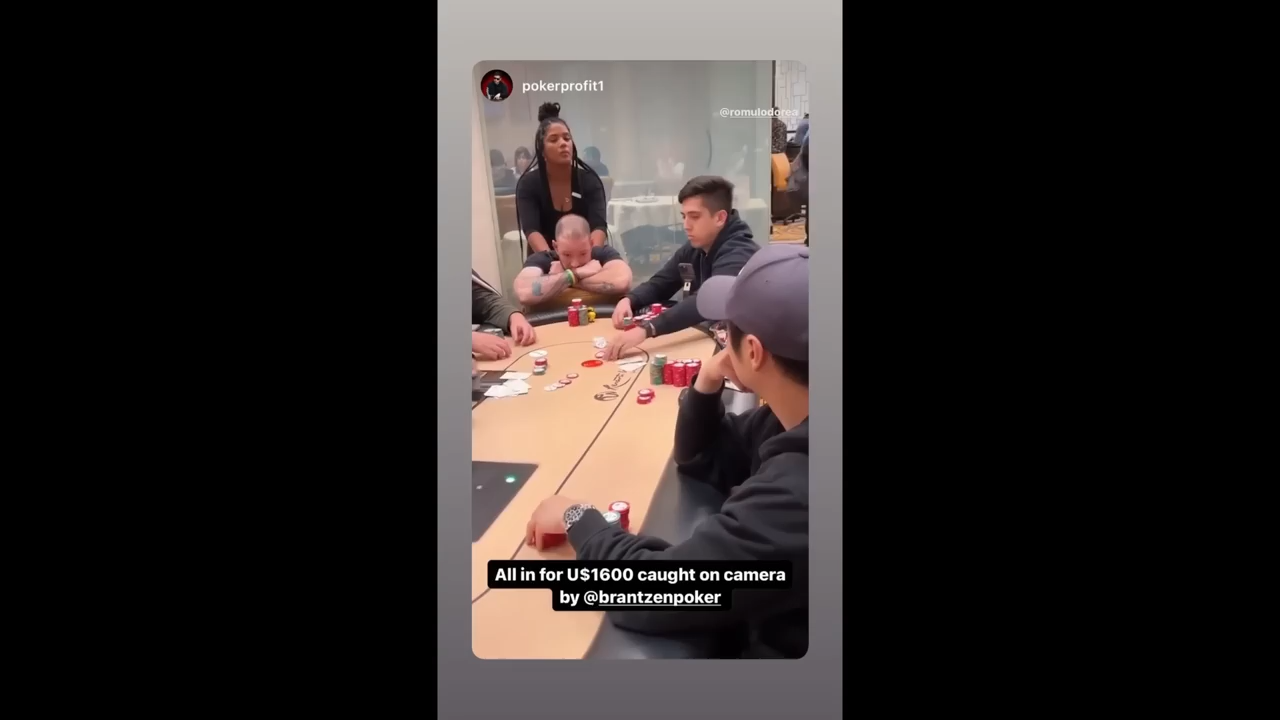 pokerprofit1
@romulodorea
All in for U$1600 caught on camera
by @brantzenpoker